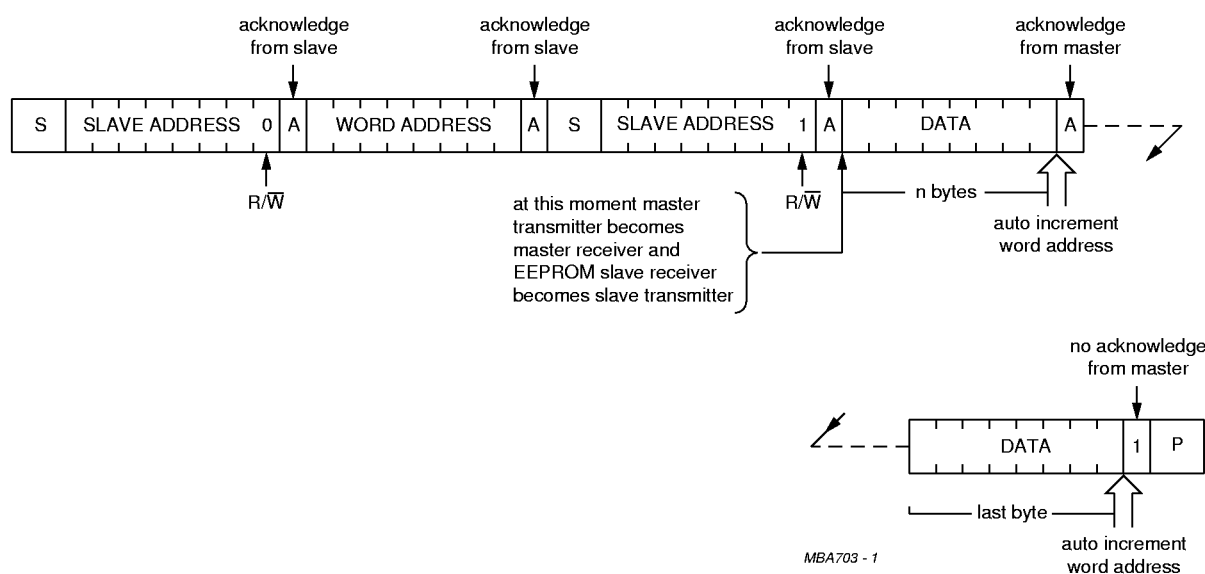 acknowledge
from slave
acknowledge
from slave
acknowledge
from slave
acknowledge
from master
S SLAVE ADDRESS 0 A WORD ADDRESS A S SLAVE ADDRESS 1 A DATA A
R/W̅
R/W̅
n bytes
at this moment master
transmitter becomes
master receiver and
EEPROM slave receiver
becomes slave transmitter
auto increment
word address
no acknowledge
from master
DATA 1 P
last byte
auto increment
word address
MBA703 - 1